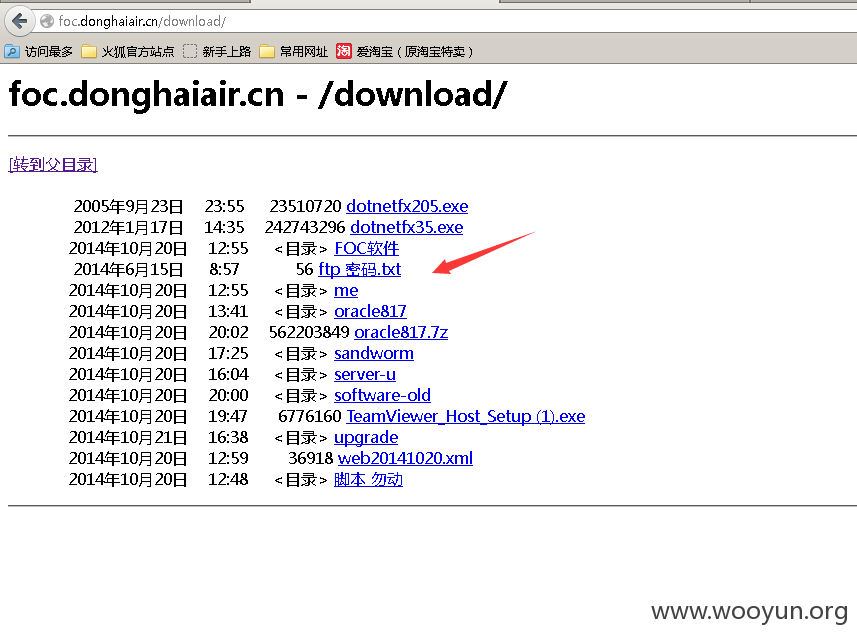 foc.donghaiair.cn/download/
访问最多 火狐官方站点 新手上路 常用网址 淘 爱淘宝（原淘宝特卖）
foc.donghaiair.cn - /download/
[转到父目录]
2005年9月23日 23:55 23510720 dotnetfx205.exe
2012年1月17日 14:35 242743296 dotnetfx35.exe
2014年10月20日 12:55 <目录> FOC软件
2014年6月15日 8:57 56 ftp 密码.txt
2014年10月20日 12:55 <目录> me
2014年10月20日 13:41 <目录> oracle817
2014年10月20日 20:02 562203849 oracle817.7z
2014年10月20日 17:25 <目录> sandworm
2014年10月20日 16:04 <目录> server-u
2014年10月20日 20:00 <目录> software-old
2014年10月20日 19:47 6776160 TeamViewer_Host_Setup (1).exe
2014年10月21日 16:38 <目录> upgrade
2014年10月20日 12:59 36918 web20141020.xml
2014年10月20日 12:48 <目录> 脚本 勿动
www.wooyun.org